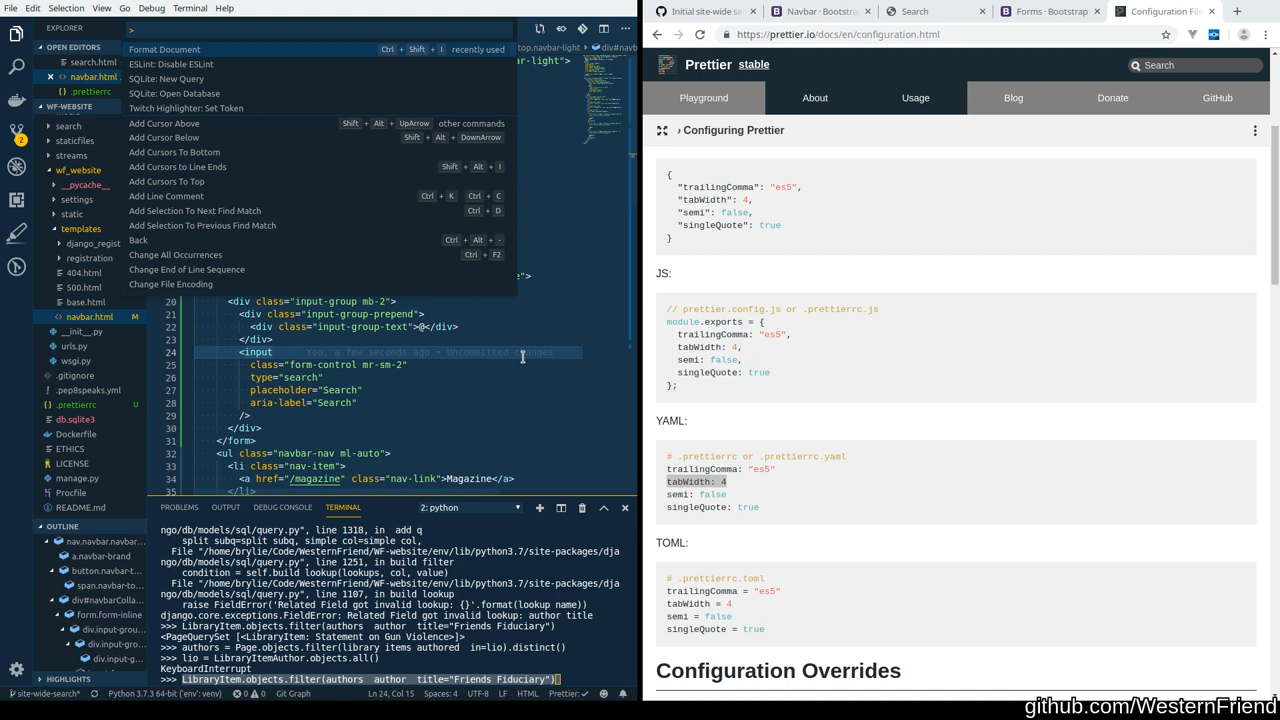 File Edit Selection View Go Debug Terminal Help
EXPLORER
OPEN EDITORS
search.html
navbar.html
.prettierrc
WF-WEBSITE
search
staticfiles
streams
wf_website
__pycache__
settings
static
templates
django_regist
registration
404.html
500.html
base.html
navbar.html M
__init__.py
urls.py
wsgi.py
.gitignore
.pep8speaks.yml
.prettierrc U
db.sqlite3
Dockerfile
ETHICS
LICENSE
manage.py
Procfile
README.md
OUTLINE
nav.navbar.navbar...
a.navbar-brand
button.navbar-t...
span.navbar-to...
div#navbarColla...
form.form-inline
div.input-grou...
div.input-gro...
div.input-g...
HIGHLIGHTS
>
Format Document Ctrl + Shift + I recently used
ESLint: Disable ESLint
SQLite: New Query
SQLite: Open Database
Twitch Highlighter: Set Token
Add Cursor Above Shift + Alt + UpArrow other commands
Add Cursor Below Shift + Alt + DownArrow
Add Cursors To Bottom
Add Cursors to Line Ends Shift + Alt + I
Add Cursors To Top
Add Line Comment Ctrl + K Ctrl + C
Add Selection To Next Find Match Ctrl + D
Add Selection To Previous Find Match
Back Ctrl + Alt + -
Change All Occurrences Ctrl + F2
Change End of Line Sequence
Change File Encoding
top.navbar-light > div#navb
ar-light">
e">
20 <div class="input-group mb-2">
21 <div class="input-group-prepend">
22 <div class="input-group-text">@</div>
23 </div>
24 <input You, a few seconds ago • Uncommitted changes
25 class="form-control mr-sm-2"
26 type="search"
27 placeholder="Search"
28 aria-label="Search"
29 />
30 </div>
31 </form>
32 <ul class="navbar-nav ml-auto">
33 <li class="nav-item">
34 <a href="/magazine" class="nav-link">Magazine</a>
35 </li>
PROBLEMS OUTPUT DEBUG CONSOLE TERMINAL 2: python
ngo/db/models/sql/query.py", line 1318, in add q
split subq=split subq, simple col=simple col,
File "/home/brylie/Code/WesternFriend/WF-website/env/lib/python3.7/site-packages/dja
ngo/db/models/sql/query.py", line 1251, in build filter
condition = self.build lookup(lookups, col, value)
File "/home/brylie/Code/WesternFriend/WF-website/env/lib/python3.7/site-packages/dja
ngo/db/models/sql/query.py", line 1107, in build lookup
raise FieldError('Related Field got invalid lookup: {}'.format(lookup name))
django.core.exceptions.FieldError: Related Field got invalid lookup: author title
>>> LibraryItem.objects.filter(authors author title="Friends Fiduciary")
<PageQuerySet [<LibraryItem: Statement on Gun Violence>]>
>>> authors = Page.objects.filter(library items authored in=lio).distinct()
>>> lio = LibraryItemAuthor.objects.all()
KeyboardInterrupt
>>> LibraryItem.objects.filter(authors author title="Friends Fiduciary")
site-wide-search* Python 3.7.3 64-bit ('env': venv) 0 0 Git Graph Ln 24, Col 15 Spaces: 4 UTF-8 LF HTML Prettier: ✓
Initial site-wide se Navbar · Bootstrap Search Forms · Bootstrap Configuration File
https://prettier.io/docs/en/configuration.html
Prettier stable Search
Playground About Usage Blog Donate GitHub
› Configuring Prettier
{
"trailingComma": "es5",
"tabWidth": 4,
"semi": false,
"singleQuote": true
}
JS:
// prettier.config.js or .prettierrc.js
module.exports = {
trailingComma: "es5",
tabWidth: 4,
semi: false,
singleQuote: true
};
YAML:
# .prettierrc or .prettierrc.yaml
trailingComma: "es5"
tabWidth: 4
semi: false
singleQuote: true
TOML:
# .prettierrc.toml
trailingComma = "es5"
tabWidth = 4
semi = false
singleQuote = true
Configuration Overrides
github.com/WesternFriend